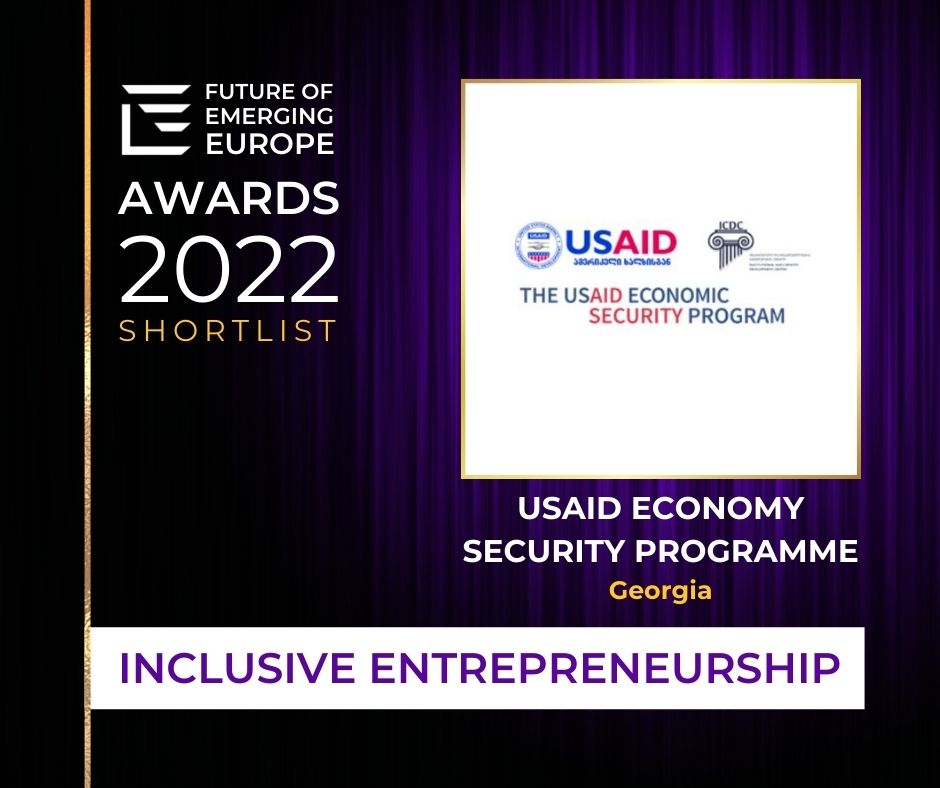 FUTURE OF
EMERGING
EUROPE
AWARDS
2022
SHORTLIST
USAID
ამერიკელი ხალხისგან
ICDC
THE USAID ECONOMIC
SECURITY PROGRAM
USAID ECONOMY
SECURITY PROGRAMME
Georgia
INCLUSIVE ENTREPRENEURSHIP